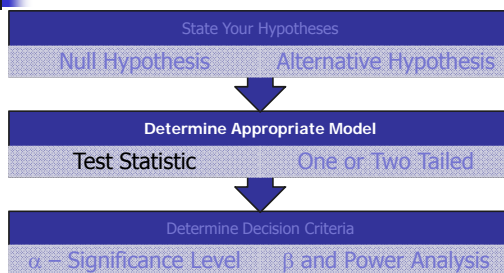 State Your Hypotheses
Null Hypothesis Alternative Hypothesis
Determine Appropriate Model
Test Statistic One or Two Tailed
Determine Decision Criteria
α – Significance Level β and Power Analysis